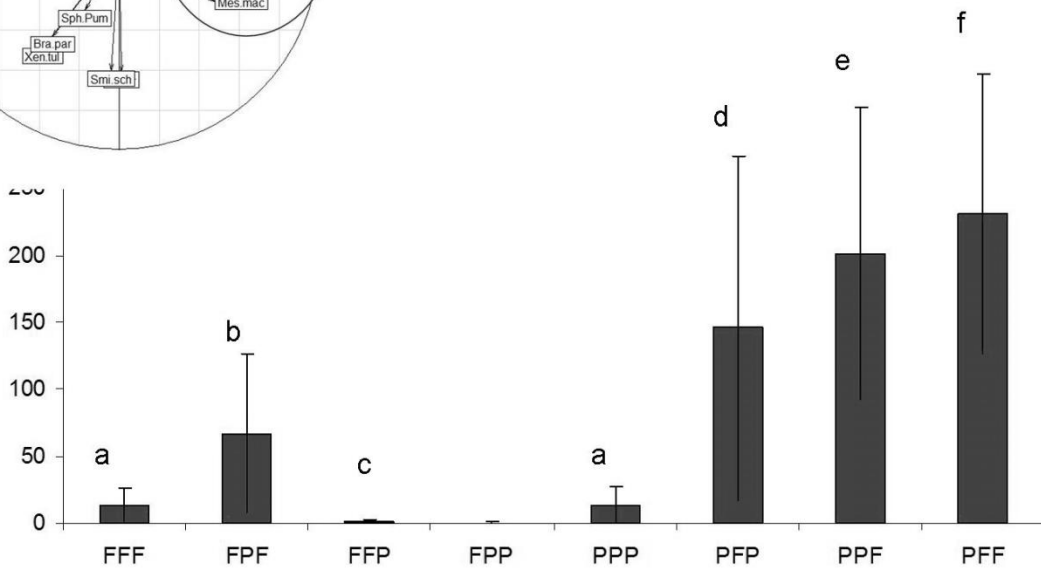 Mes.mac
Sph.Pum
Bra.par
Xen.tul
Smi.sch
f
e
d
200
150
b
100
a
c
a
50
0
FFF FPF FFP FPP PPP PFP PPF PFF